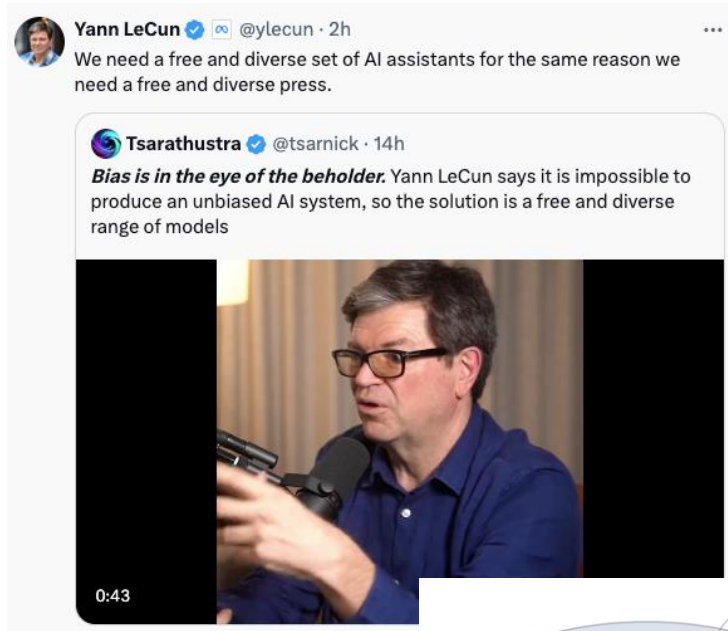 Yann LeCun @ylecun · 2h
We need a free and diverse set of AI assistants for the same reason we
need a free and diverse press.
Tsarathustra @tsarnick · 14h
Bias is in the eye of the beholder. Yann LeCun says it is impossible to
produce an unbiased AI system, so the solution is a free and diverse
range of models
0:43